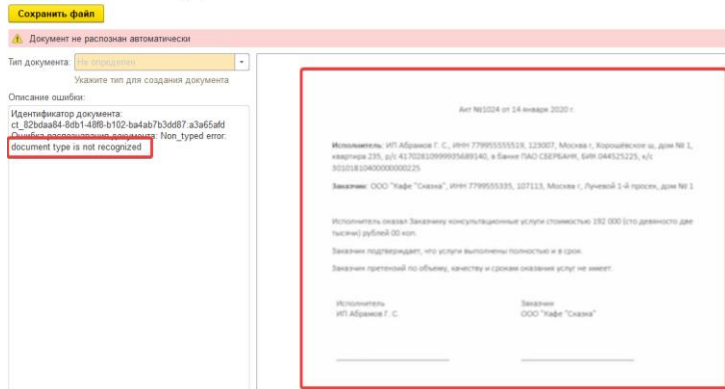 Сохранить файл
Документ не распознан автоматически
Тип документа: Не определен
Укажите тип для создания документа
Описание ошибки:
Идентификатор документа:
ct_82bdaa84-8db1-48f8-b102-ba4ab7b3dd87:a3a65afd
Ошибка распознавания документа: Non_typed error:
document type is not recognized
Акт №1024 от 14 января 2020 г.
Исполнитель: ИП Абрамов Г. С., ИНН 779955555519, 123007, Москва г, Хорошёвское ш, дом № 1,
квартира 235, р/с 41702810999935689140, в банке ПАО СБЕРБАНК, БИК 044525225, к/с
30101810400000000225
Заказчик: ООО "Кафе "Сказка", ИНН 7799555335, 107113, Москва г, Лучевой 1-й просек, дом № 1
Исполнитель оказал Заказчику консультационные услуги стоимостью 192 000 (сто девяносто две
тысячи) рублей 00 коп.
Заказчик подтверждает, что услуги выполнены полностью и в срок.
Заказчик претензий по объему, качеству и срокам оказания услуг не имеет.
Исполнитель Заказчик
ИП Абрамов Г. С. ООО "Кафе "Сказка"